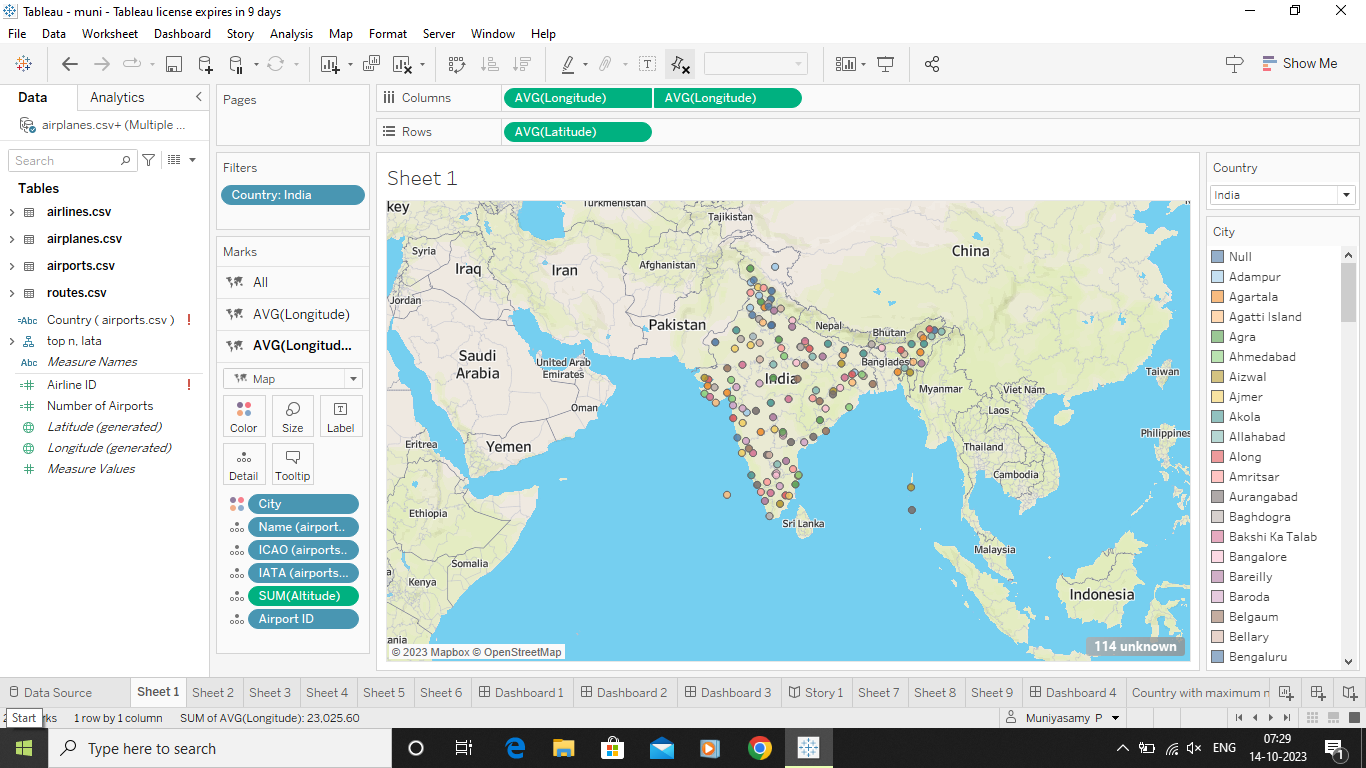 Tableau - muni - Tableau license expires in 9 days
File Data Worksheet Dashboard Story Analysis Map Format Server Window Help
Show Me
Data Analytics
airplanes.csv+ (Multiple ...
Search
Tables
airlines.csv
airplanes.csv
airports.csv
routes.csv
Abc Country ( airports.csv ) !
top n, Iata
Abc Measure Names
Airline ID !
Number of Airports
Latitude (generated)
Longitude (generated)
Measure Values
Pages
Filters
Country: India
Marks
All
AVG(Longitude)
AVG(Longitud...
Map
Color Size Label
Detail Tooltip
City
Name (airport..
ICAO (airports..
IATA (airports...
SUM(Altitude)
Airport ID
Columns AVG(Longitude) AVG(Longitude)
Rows AVG(Latitude)
Sheet 1
key
Turkmenistan
Tajikistan
Syria
Iraq
Iran
Afghanistan
China
Jordan
Pakistan
Nepal
Bhutan
Saudi
Arabia
United Arab
Emirates
India
Bangladesh
Taiwan
Oman
Myanmar
Viet Nam
Laos
Eritrea
Yemen
Thailand
Philippines
Cambodia
Ethiopia
Sri Lanka
Somalia
Malaysia
Kenya
Indonesia
ania
114 unknown
© 2023 Mapbox © OpenStreetMap
Country
India
City
Null
Adampur
Agartala
Agatti Island
Agra
Ahmedabad
Aizwal
Ajmer
Akola
Allahabad
Along
Amritsar
Aurangabad
Baghdogra
Bakshi Ka Talab
Bangalore
Bareilly
Baroda
Belgaum
Bellary
Bengaluru
Data Source Sheet 1 Sheet 2 Sheet 3 Sheet 4 Sheet 5 Sheet 6 Dashboard 1 Dashboard 2 Dashboard 3 Story 1 Sheet 7 Sheet 8 Sheet 9 Dashboard 4 Country with maximum n
Start
1 row by 1 column SUM of AVG(Longitude): 23,025.60 Muniyasamy P
Type here to search
ENG
07:29
14-10-2023
1